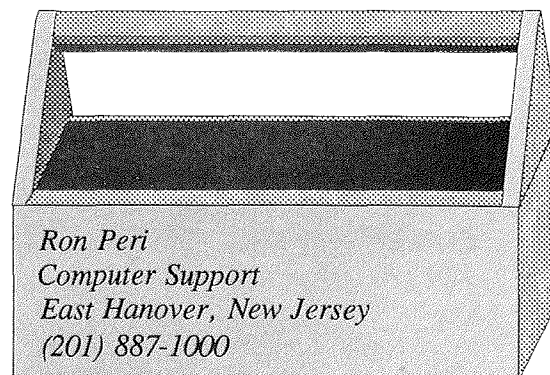 Ron Peri
Computer Support
East Hanover, New Jersey
(201) 887-1000